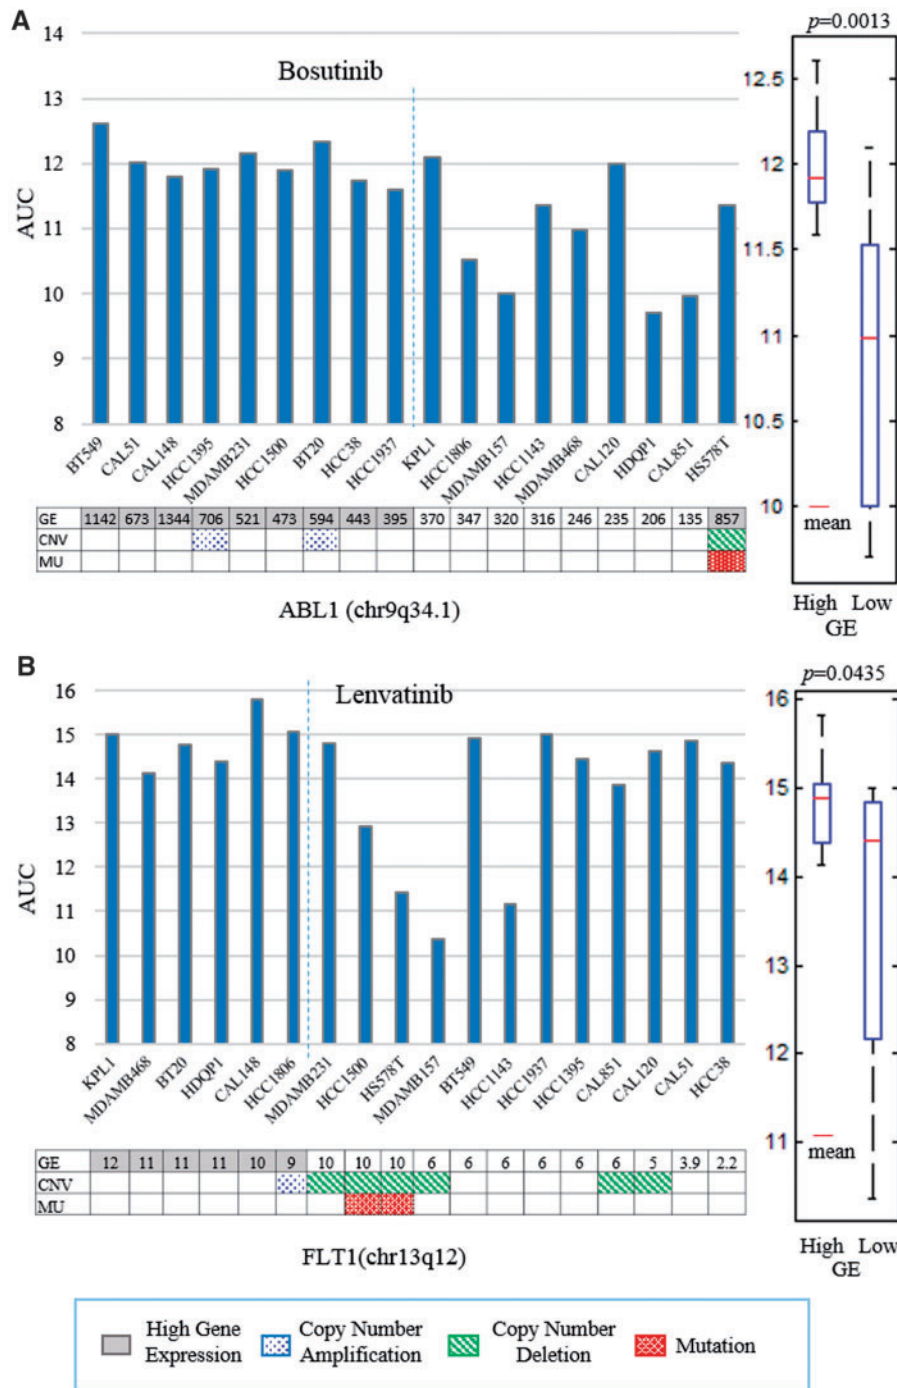 A
Bosutinib
AUC
14
13
12
11
10
9
8
BT549 CAL51 CAL148 HCC1395 MDAMB231 HCC1500 BT20 HCC38 HCC1937 KPL1 HCC1806 MDAMB157 HCC1143 MDAMB468 CAL120 HDQP1 CAL851 HS578T
GE 1142 673 1344 706 521 473 594 443 395 370 347 320 316 246 235 206 135 857
CNV
MU
ABL1 (chr9q34.1)
p=0.0013
12.5
12
11.5
11
10.5
10
mean
High Low
GE
B
Lenvatinib
AUC
16
15
14
13
12
11
10
9
8
KPL1 MDAMB468 BT20 HDQP1 CAL148 HCC1806 MDAMB231 HCC1500 HS578T MDAMB157 BT549 HCC1143 HCC1937 HCC1395 CAL851 CAL120 CAL51 HCC38
GE 12 11 11 11 10 9 10 10 10 6 6 6 6 6 6 5 3.9 2.2
CNV
MU
FLT1(chr13q12)
p=0.0435
16
15
14
13
12
11
mean
High Low
GE
High Gene
Expression
Copy Number
Amplification
Copy Number
Deletion
Mutation